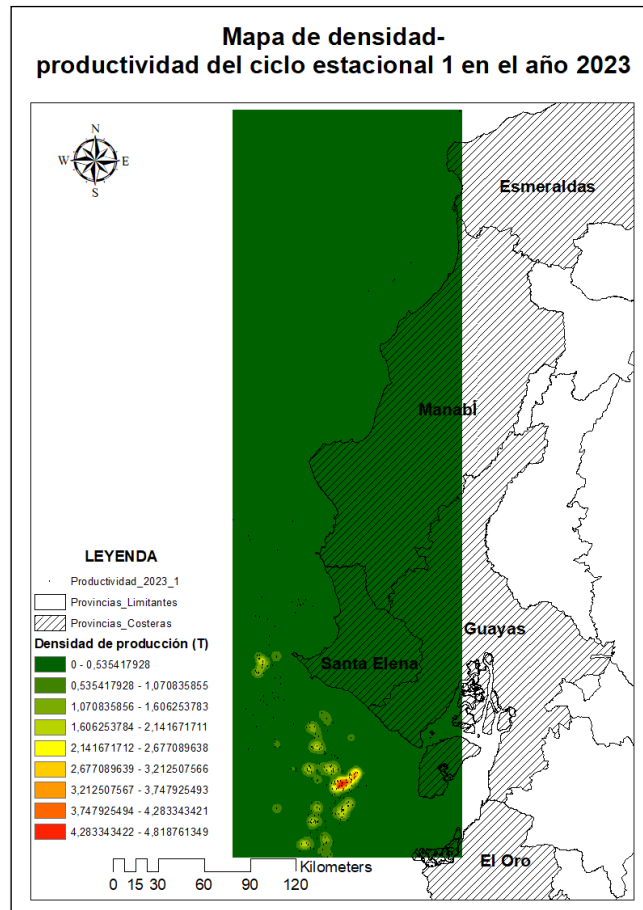 Mapa de densidad-
productividad del ciclo estacional 1 en el año 2023
N
W E
S
Esmeraldas
Manabí
Guayas
Santa Elena
El Oro
LEYENDA
Productividad_2023_1
Provincias_Limitantes
Provincias_Costeras
Densidad de producción (T)
0 - 0,535417928
0,535417928 - 1,070835855
1,070835856 - 1,606253783
1,606253784 - 2,141671711
2,141671712 - 2,677089638
2,677089639 - 3,212507566
3,212507567 - 3,747925493
3,747925494 - 4,283343421
4,283343422 - 4,818761349
Kilometers
0 15 30 60 90 120